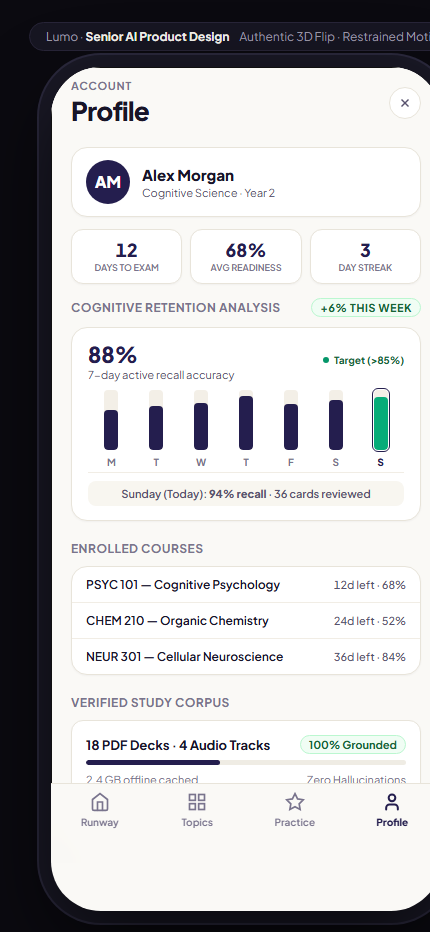 Lumo · Senior AI Product Design Authentic 3D Flip · Restrained Moti
ACCOUNT
Profile
AM
Alex Morgan
Cognitive Science · Year 2
12
DAYS TO EXAM
68%
AVG READINESS
3
DAY STREAK
COGNITIVE RETENTION ANALYSIS
+6% THIS WEEK
88%
7-day active recall accuracy
Target (>85%)
M T W T F S S
Sunday (Today): 94% recall · 36 cards reviewed
ENROLLED COURSES
PSYC 101 — Cognitive Psychology 12d left · 68%
CHEM 210 — Organic Chemistry 24d left · 52%
NEUR 301 — Cellular Neuroscience 36d left · 84%
VERIFIED STUDY CORPUS
18 PDF Decks · 4 Audio Tracks 100% Grounded
2.4 GB offline cached Zero Hallucinations
Runway Topics Practice Profile